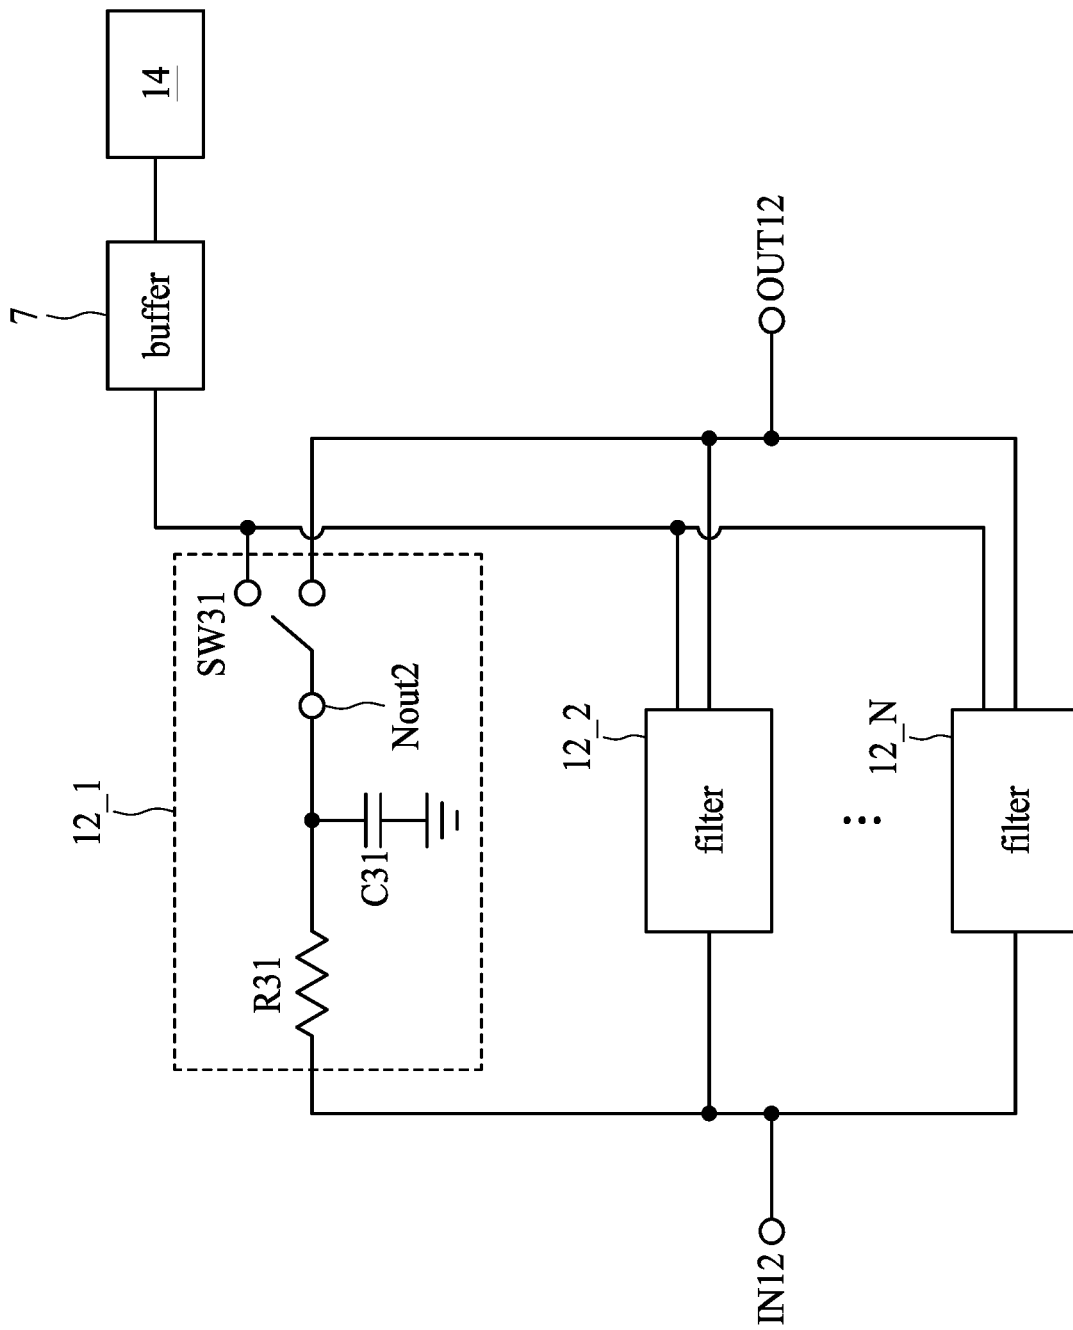 7
buffer
14
12_1
SW31
R31
C31
Nout2
IN12
OUT12
12_2
filter
...
12_N
filter